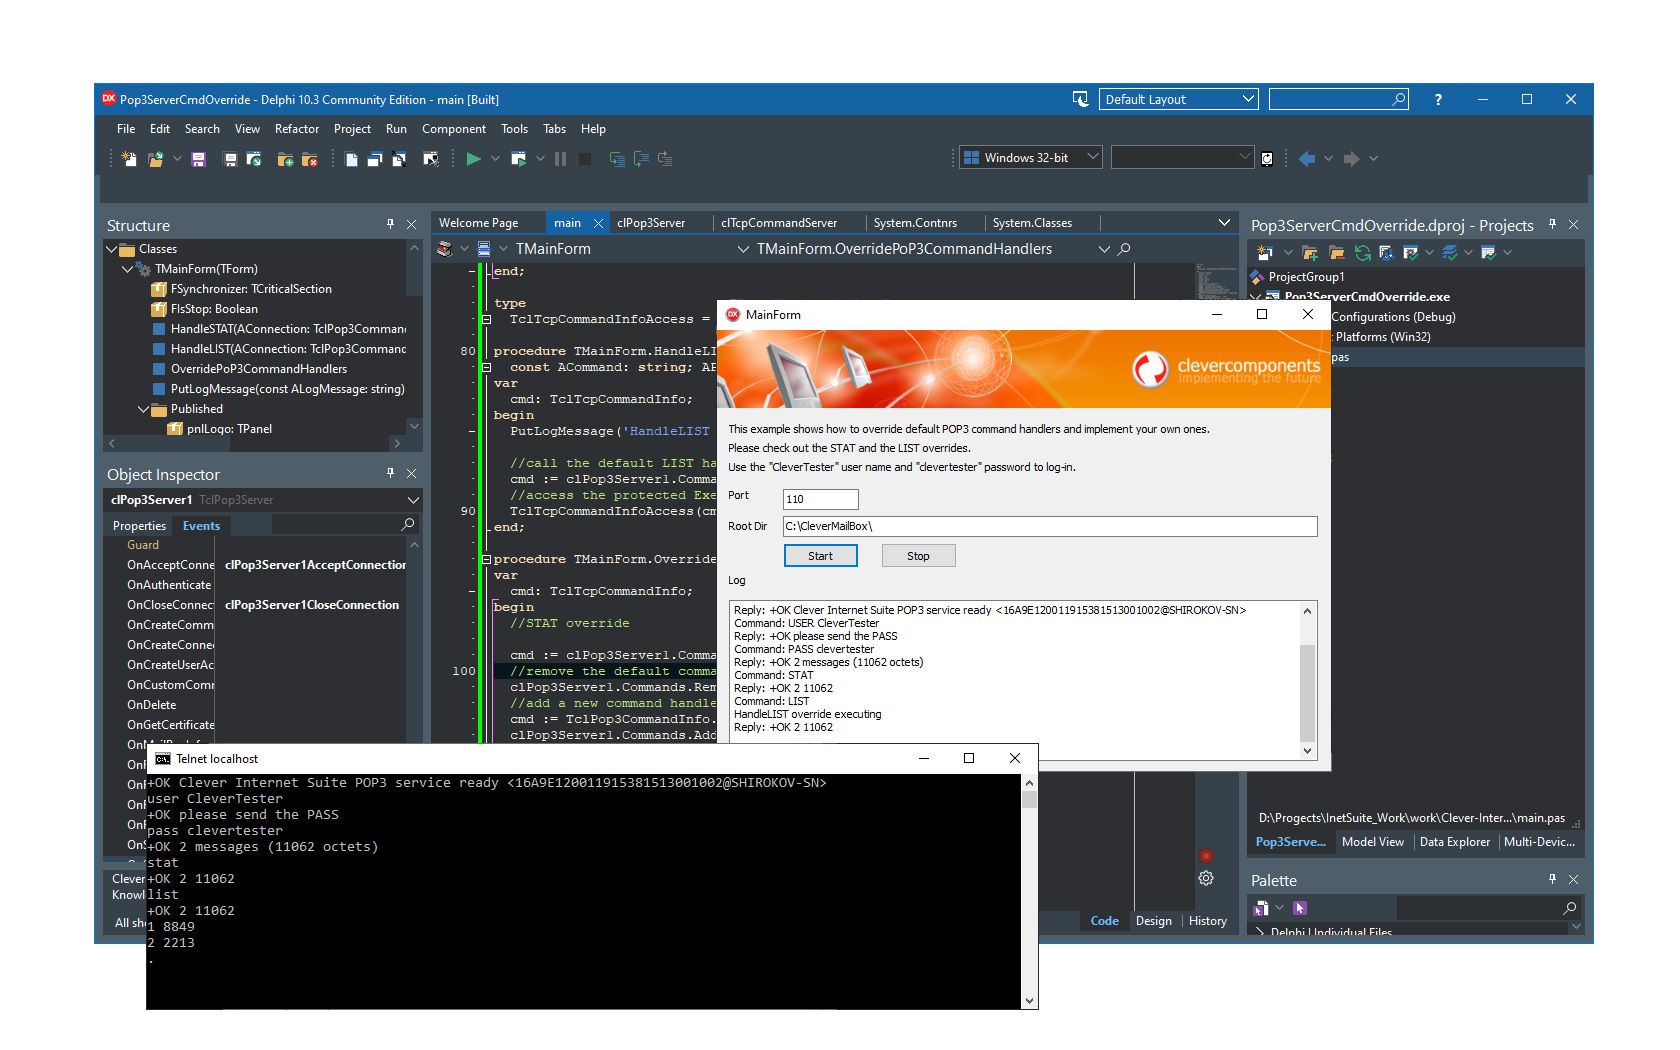 Pop3ServerCmdOverride - Delphi 10.3 Community Edition - main [Built]
Default Layout
?
File Edit Search View Refactor Project Run Component Tools Tabs Help
Windows 32-bit
Structure
Classes
TMainForm(TForm)
FSynchronizer: TCriticalSection
FIsStop: Boolean
HandleSTAT(AConnection: TclPop3Comman
HandleLIST(AConnection: TclPop3Command
OverridePoP3CommandHandlers
PutLogMessage(const ALogMessage: string)
Published
pnlLogo: TPanel
Object Inspector
clPop3Server1 TclPop3Server
Properties Events
Guard
OnAcceptConne clPop3Server1AcceptConnection
OnAuthenticate
OnCloseConnec clPop3Server1CloseConnection
OnCreateComm
OnCreateConne
OnCreateUserAc
OnCustomComm
OnDelete
OnGetCertificate
Clever
Knowl
All sh
Welcome Page main clPop3Server clTcpCommandServer System.Contnrs System.Classes
TMainForm TMainForm.OverridePoP3CommandHandlers
end;
type
TclTcpCommandInfoAccess =
80 procedure TMainForm.HandleLI
const ACommand: string; AP
var
cmd: TclTcpCommandInfo;
begin
PutLogMessage('HandleLIST
//call the default LIST ha
cmd := clPop3Server1.Comma
//access the protected Exe
90 TclTcpCommandInfoAccess(cm
end;
procedure TMainForm.Override
var
cmd: TclTcpCommandInfo;
begin
//STAT override
cmd := clPop3Server1.Comma
100 //remove the default comma
clPop3Server1.Commands.Rem
//add a new command handle
cmd := TclPop3CommandInfo.
clPop3Server1.Commands.Add
Code Design History
MainForm
clevercomponents
implementing the future
This example shows how to override default POP3 command handlers and implement your own ones.
Please check out the STAT and the LIST overrides.
Use the "CleverTester" user name and "clevertester" password to log-in.
Port 110
Root Dir C:\CleverMailBox\
Start Stop
Log
Reply: +OK Clever Internet Suite POP3 service ready <16A9E120011915381513001002@SHIROKOV-SN>
Command: USER CleverTester
Reply: +OK please send the PASS
Command: PASS clevertester
Reply: +OK 2 messages (11062 octets)
Command: STAT
Reply: +OK 2 11062
Command: LIST
HandleLIST override executing
Reply: +OK 2 11062
Telnet localhost
+OK Clever Internet Suite POP3 service ready <16A9E120011915381513001002@SHIROKOV-SN>
user CleverTester
+OK please send the PASS
pass clevertester
+OK 2 messages (11062 octets)
stat
+OK 2 11062
list
+OK 2 11062
1 8849
2 2213
.
Pop3ServerCmdOverride.dproj - Projects
ProjectGroup1
Pop3ServerCmdOverride.exe
Configurations (Debug)
Platforms (Win32)
pas
D:\Projects\InetSuite_Work\work\Clever-Inter...\main.pas
Pop3Serve... Model View Data Explorer Multi-Devic...
Palette
Delphi Individual Files